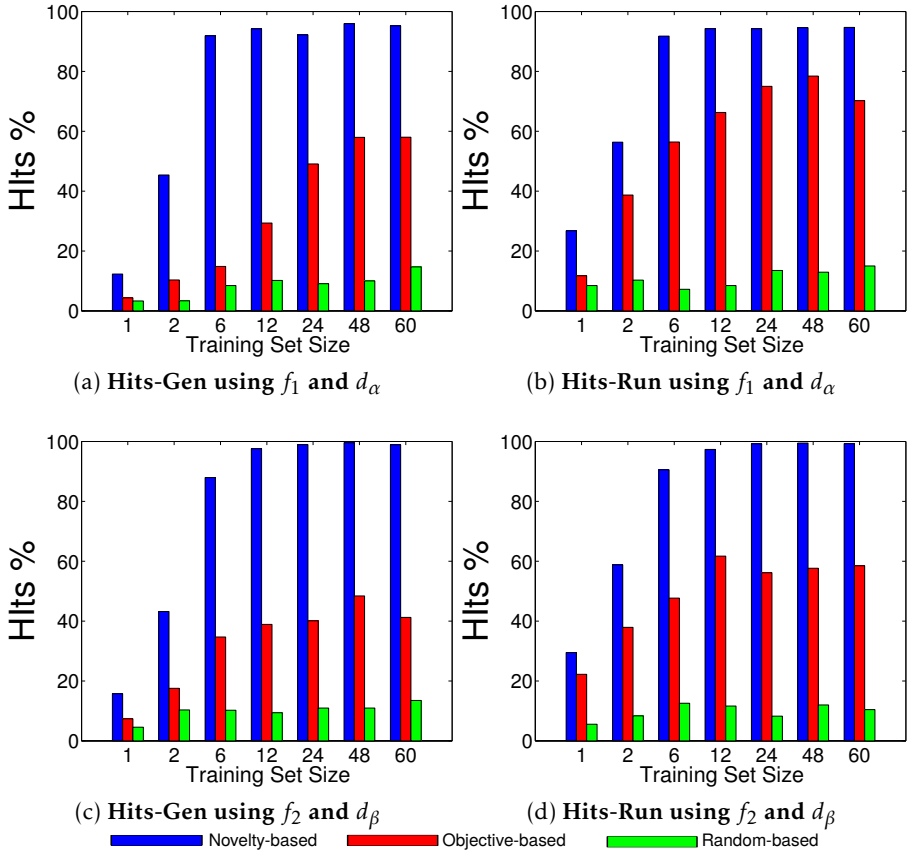 100
80
60
40
20
0
HIts %
1 2 6 12 24 48 60
Training Set Size
(a) Hits-Gen using f₁ and dα
100
80
60
40
20
0
HIts %
1 2 6 12 24 48 60
Training Set Size
(b) Hits-Run using f₁ and dα
100
80
60
40
20
0
HIts %
1 2 6 12 24 48 60
Training Set Size
(c) Hits-Gen using f₂ and dβ
100
80
60
40
20
0
HIts %
1 2 6 12 24 48 60
Training Set Size
(d) Hits-Run using f₂ and dβ
Novelty-based Objective-based Random-based